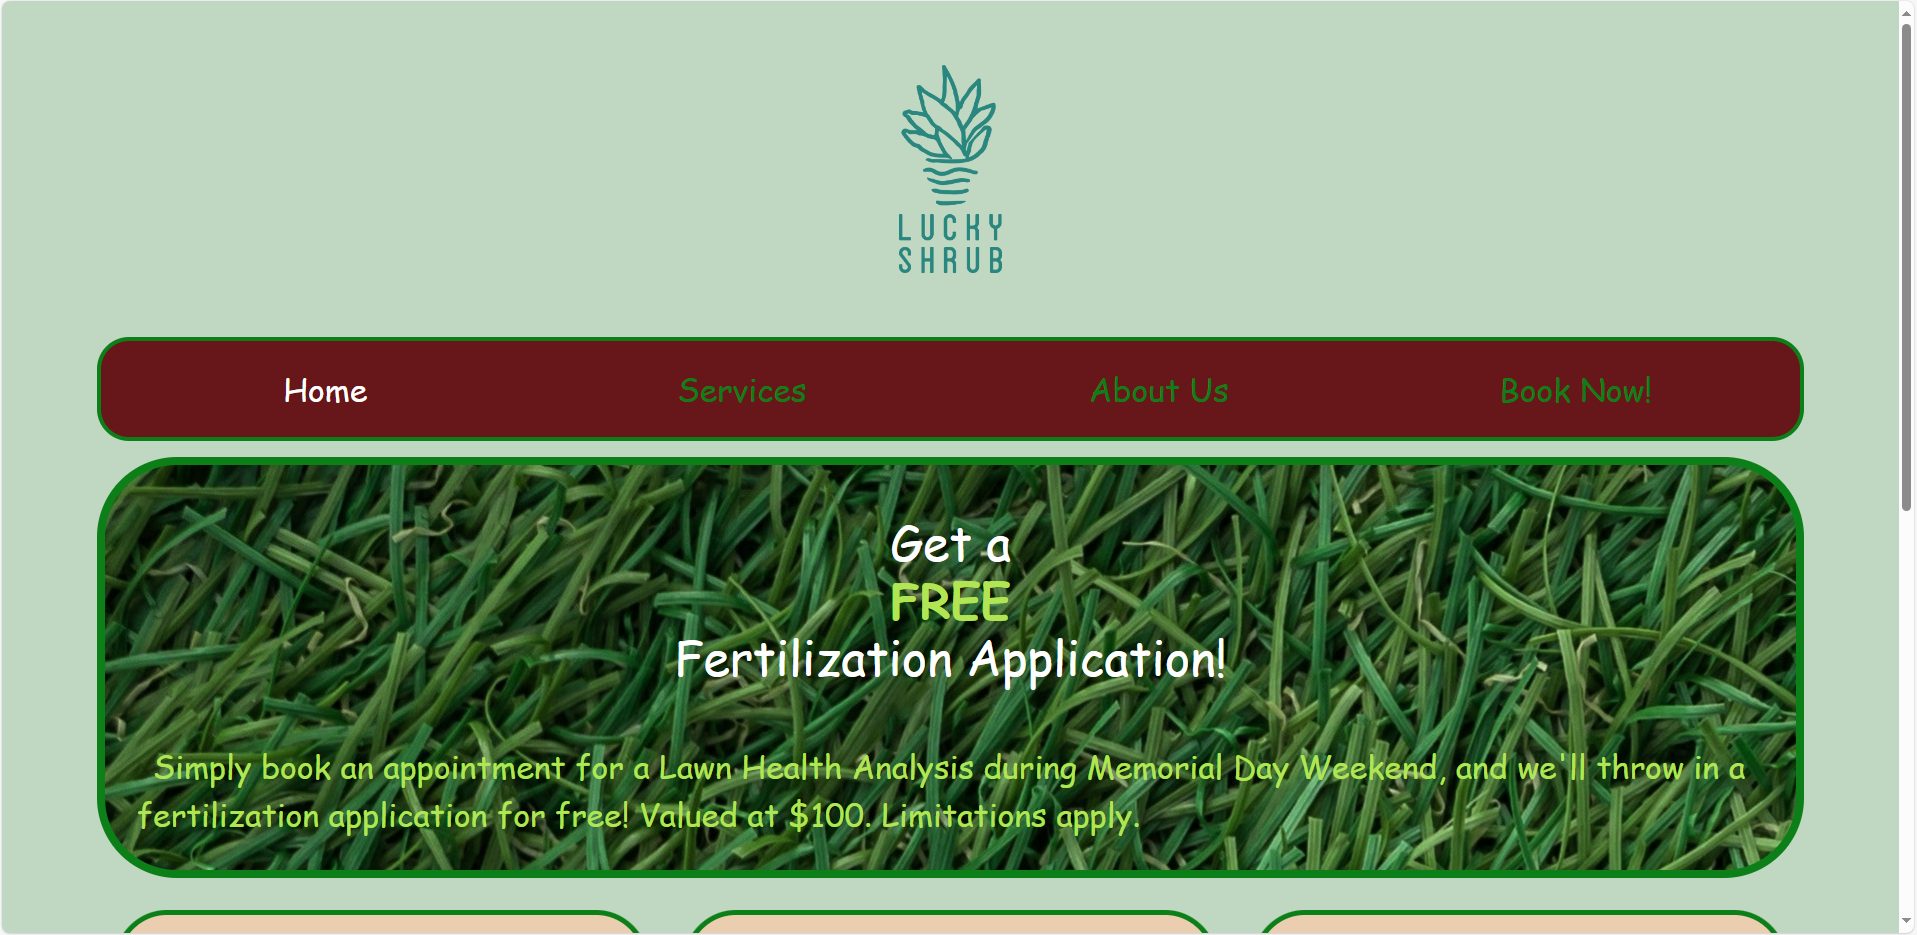 LUCKY
SHRUB
Home Services About Us Book Now!
Get a
FREE
Fertilization Application!
Simply book an appointment for a Lawn Health Analysis during Memorial Day Weekend, and we'll throw in a
fertilization application for free! Valued at $100. Limitations apply.